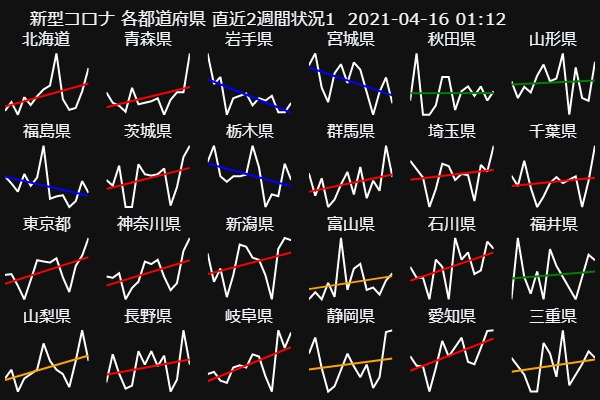 新型コロナ 各都道府県 直近2週間状況1 2021-04-16 01:12
北海道 青森県 岩手県 宮城県 秋田県 山形県
福島県 茨城県 栃木県 群馬県 埼玉県 千葉県
東京都 神奈川県 新潟県 富山県 石川県 福井県
山梨県 長野県 岐阜県 静岡県 愛知県 三重県